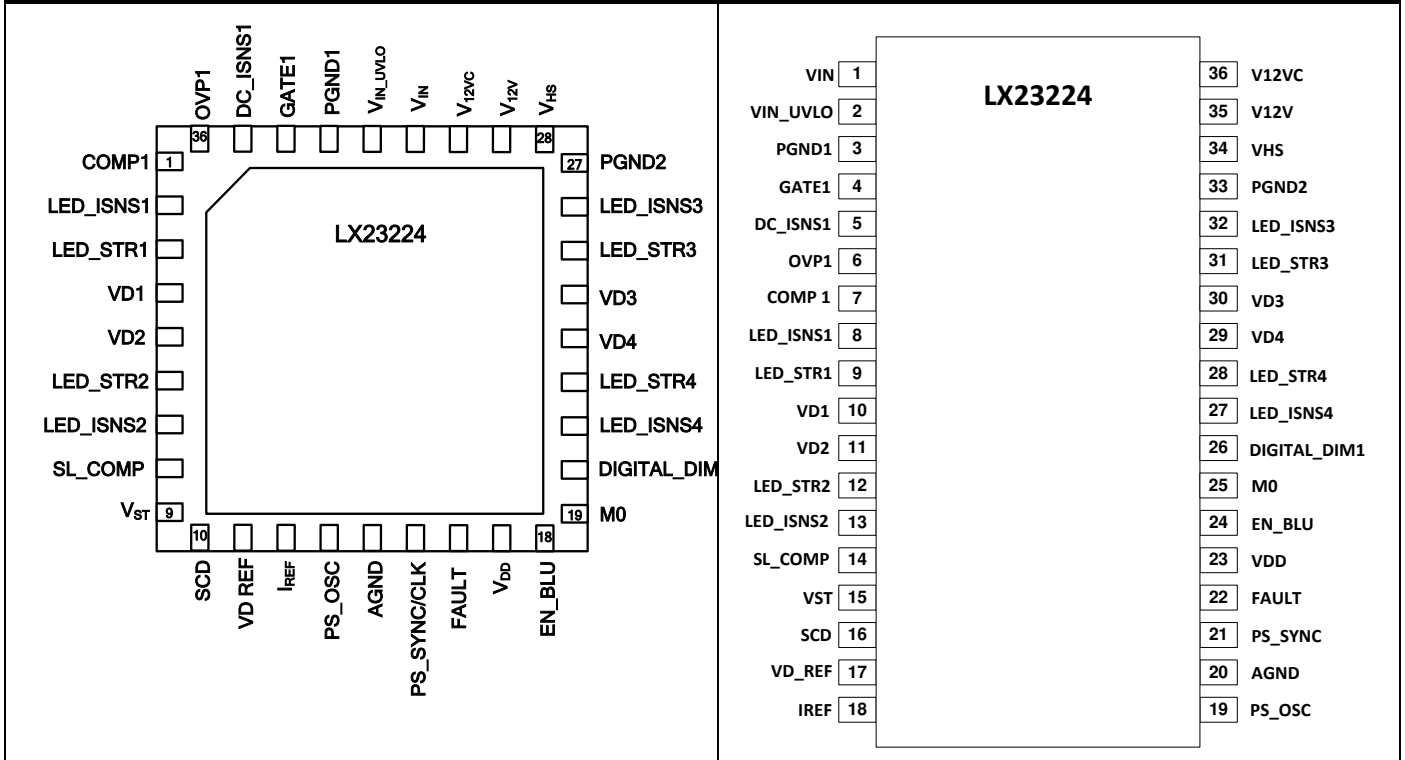 OVP1
DC_ISNS1
GATE1
PGND1
VIN_UVLO
VIN
V12VC
V12V
VHS
36
28
COMP1 1
27 PGND2
LED_ISNS1
LED_ISNS3
LED_STR1
LX23224
LED_STR3
VD1
VD3
VD2
VD4
LED_STR2
LED_STR4
LED_ISNS2
LED_ISNS4
SL_COMP
DIGITAL_DIM
VST 9
19 M0
10
18
SCD
VD REF
IREF
PS_OSC
AGND
PS_SYNC/CLK
FAULT
VDD
EN_BLU
LX23224
VIN 1
36 V12VC
VIN_UVLO 2
35 V12V
PGND1 3
34 VHS
GATE1 4
33 PGND2
DC_ISNS1 5
32 LED_ISNS3
OVP1 6
31 LED_STR3
COMP 1 7
30 VD3
LED_ISNS1 8
29 VD4
LED_STR1 9
28 LED_STR4
VD1 10
27 LED_ISNS4
VD2 11
26 DIGITAL_DIM1
LED_STR2 12
25 M0
LED_ISNS2 13
24 EN_BLU
SL_COMP 14
23 VDD
VST 15
22 FAULT
SCD 16
21 PS_SYNC
VD_REF 17
20 AGND
IREF 18
19 PS_OSC